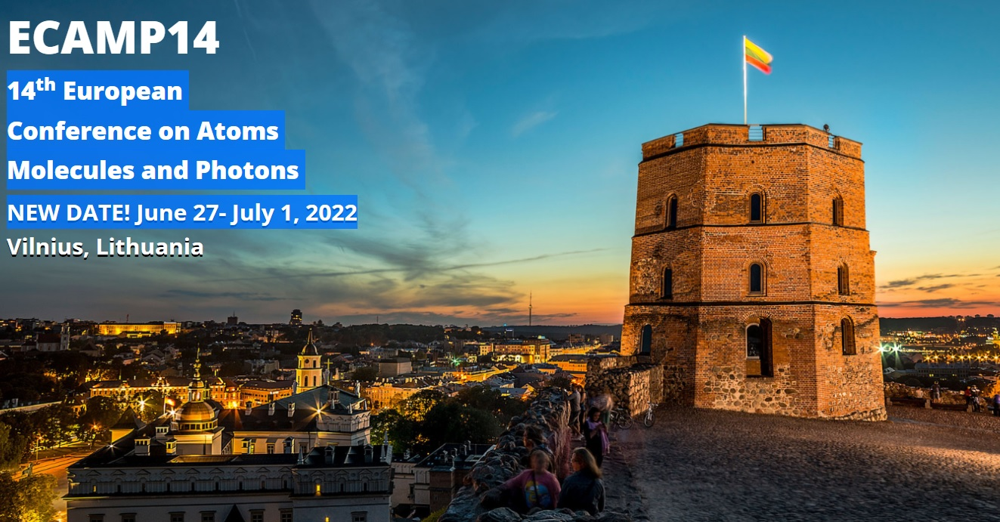 ECAMP14
14th European
Conference on Atoms
Molecules and Photons
NEW DATE! June 27- July 1, 2022
Vilnius, Lithuania